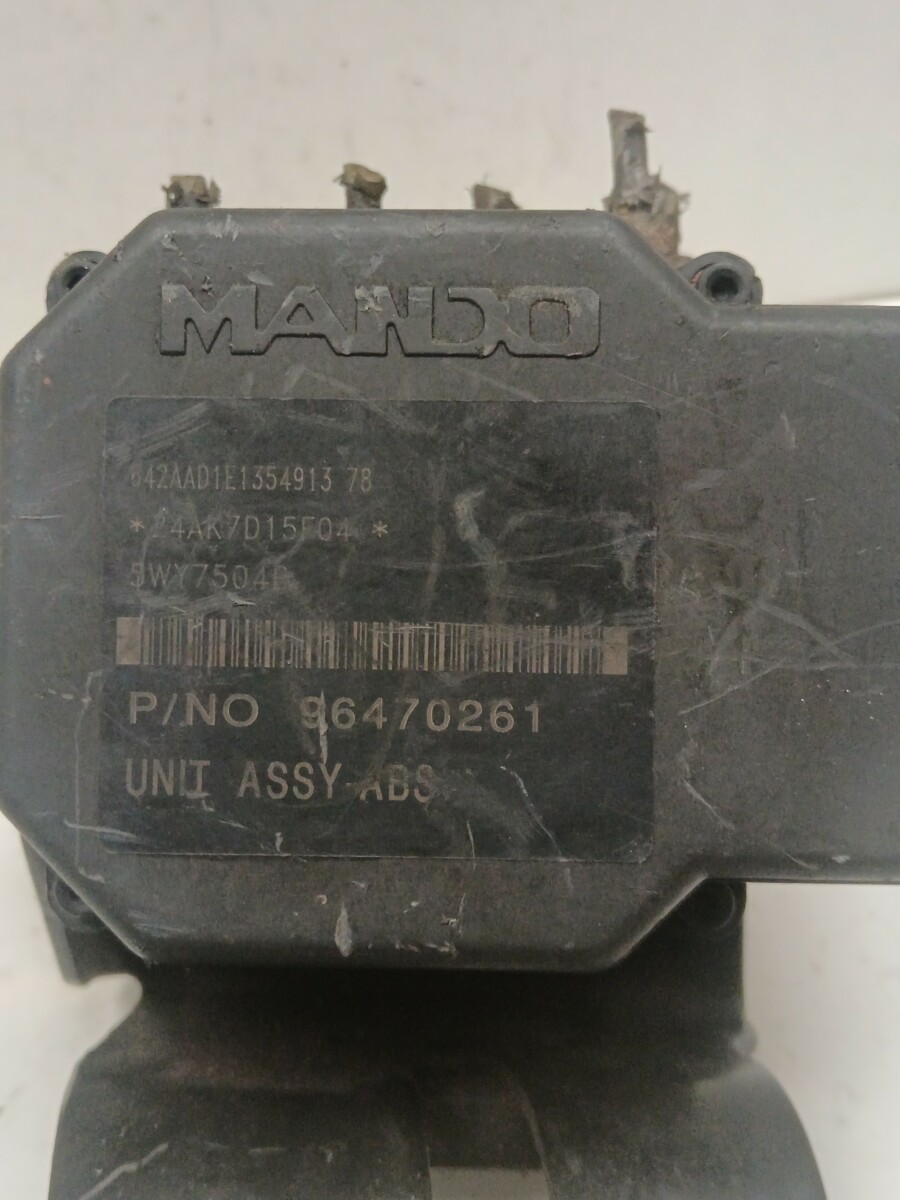 MANDO
642AAD1E1354913 78
*24AK7D15F04 *
P/NO 96470261
UNIT ASSY-ABS